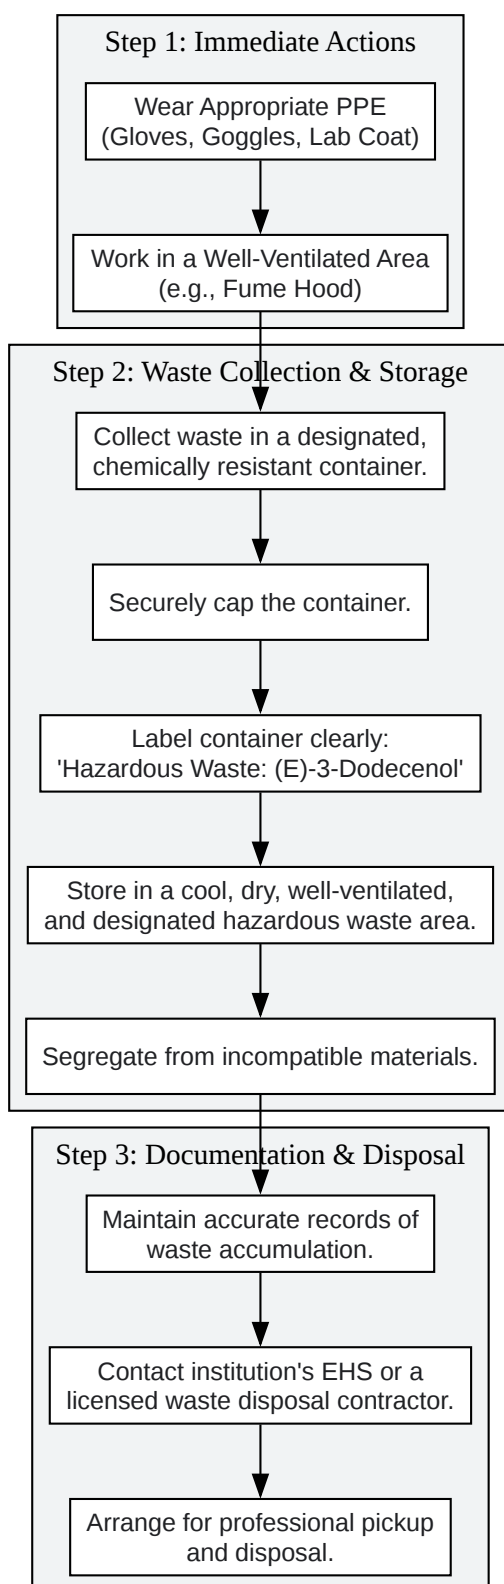 Step 1: Immediate Actions
Wear Appropriate PPE
(Gloves, Goggles, Lab Coat)
Work in a Well-Ventilated Area
(e.g., Fume Hood)
Step 2: Waste Collection & Storage
Collect waste in a designated,
chemically resistant container.
Securely cap the container.
Label container clearly:
'Hazardous Waste: (E)-3-Dodecenol'
Store in a cool, dry, well-ventilated,
and designated hazardous waste area.
Segregate from incompatible materials.
Step 3: Documentation & Disposal
Maintain accurate records of
waste accumulation.
Contact institution's EHS or a
licensed waste disposal contractor.
Arrange for professional pickup
and disposal.